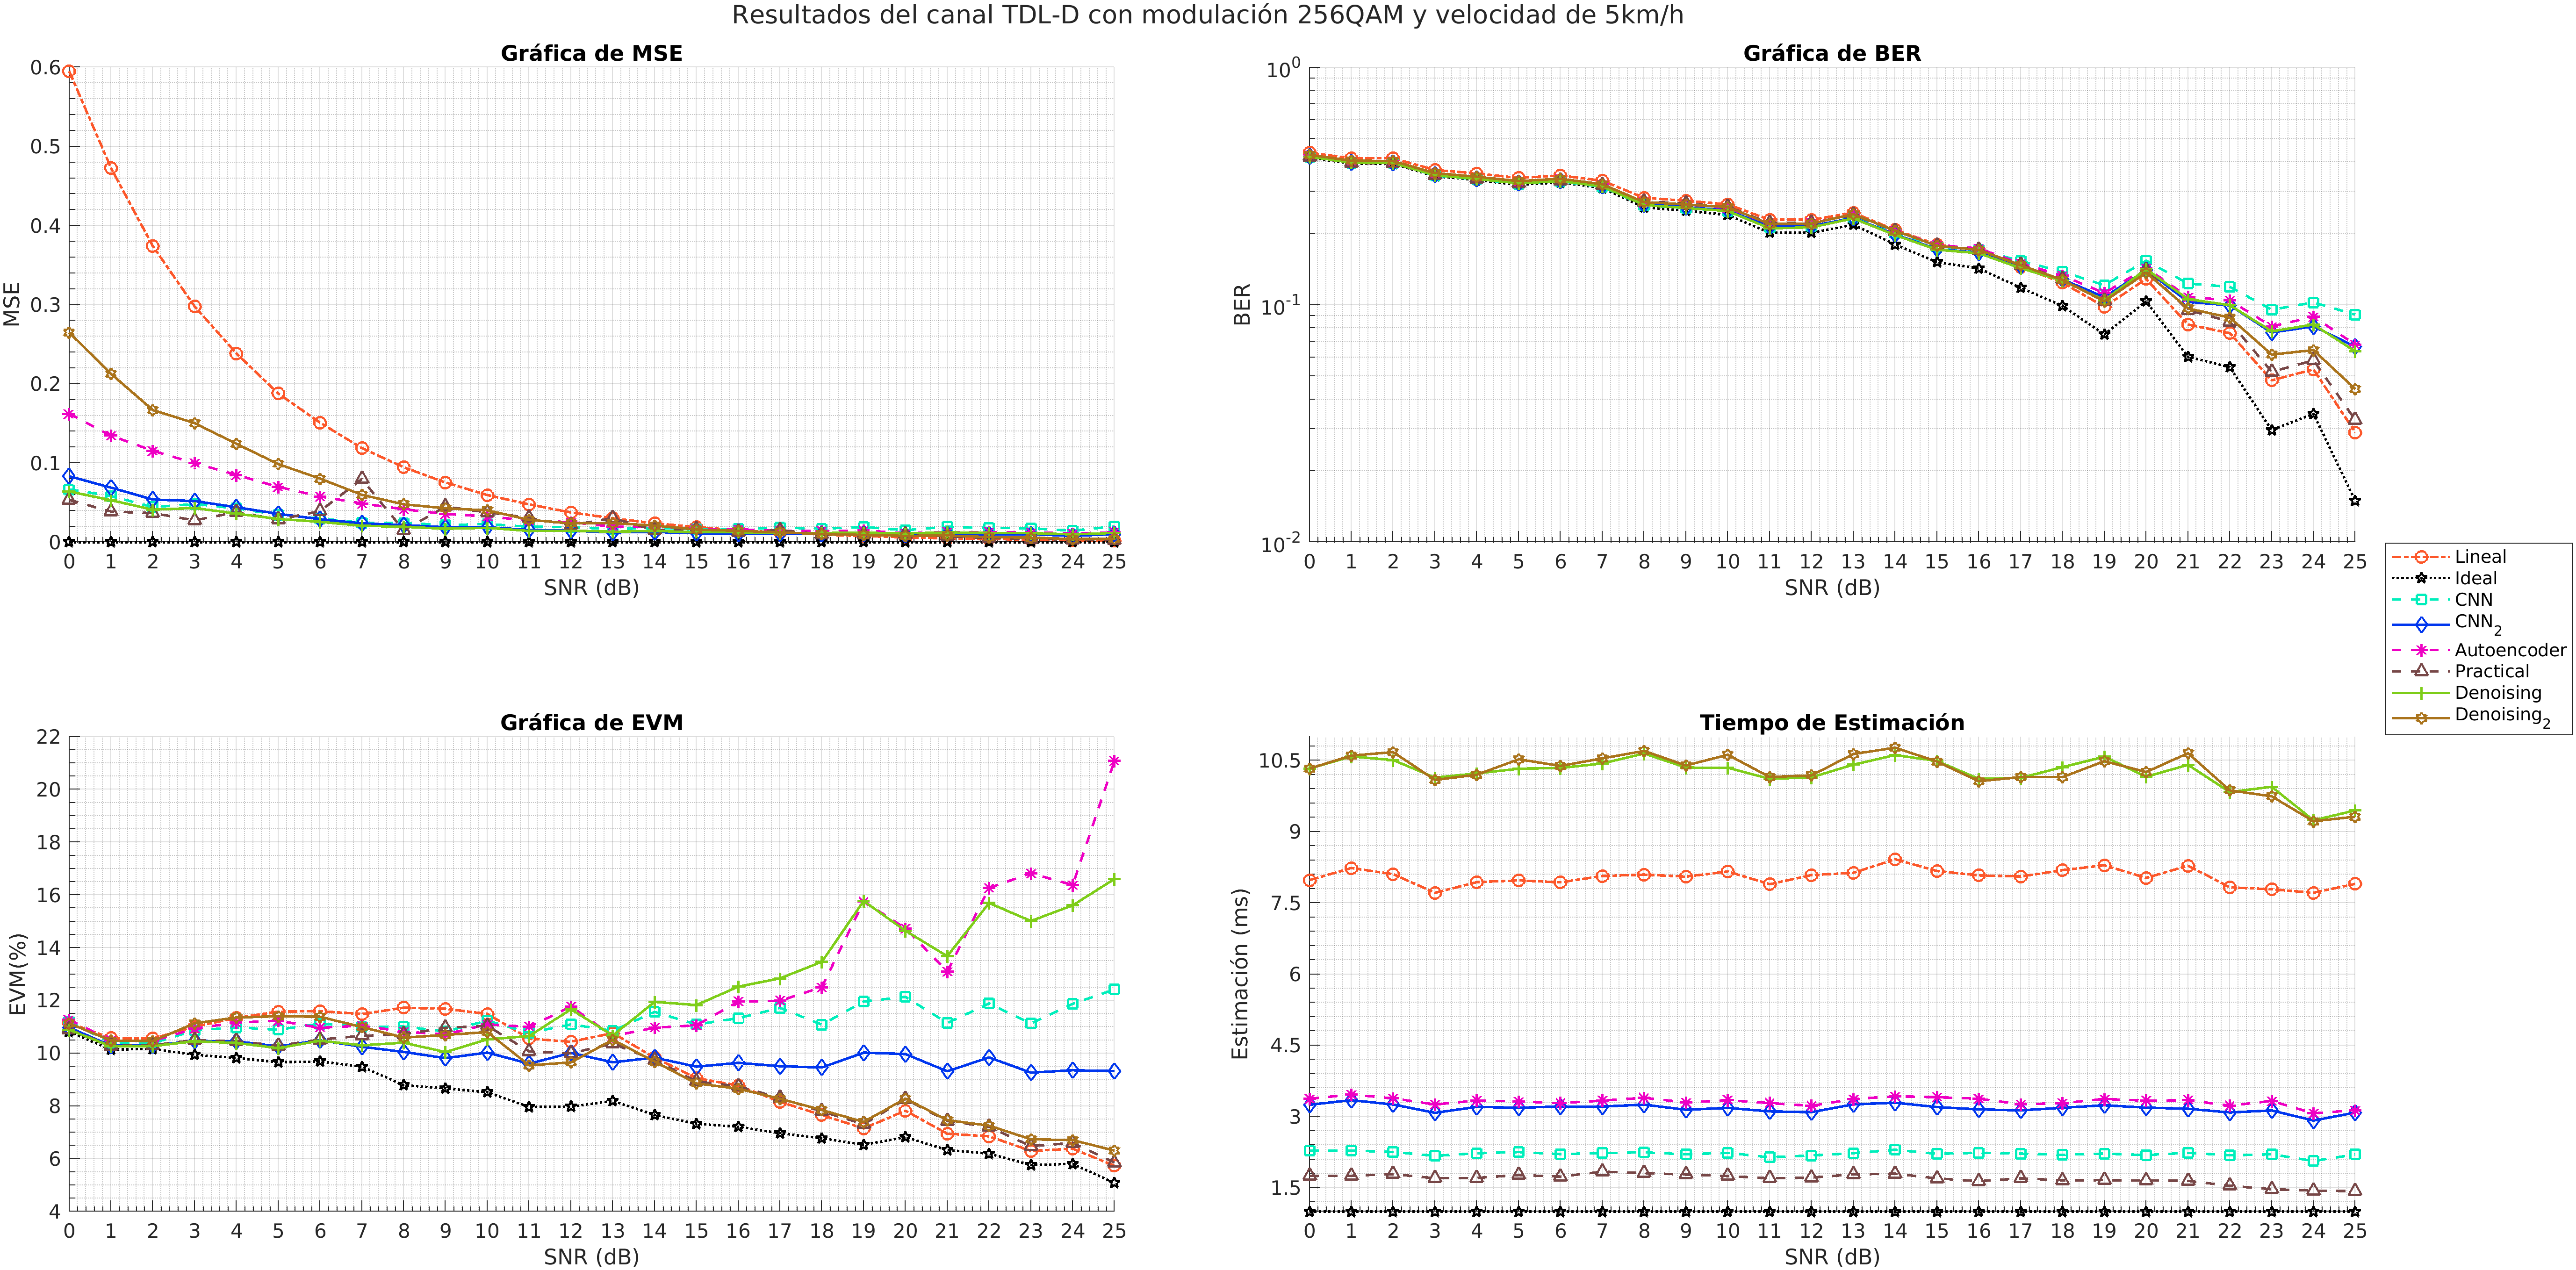 Resultados del canal TDL-D con modulación 256QAM y velocidad de 5km/h
Gráfica de MSE
0.6
0.5
0.4
0.3
0.2
0.1
0
MSE
0 1 2 3 4 5 6 7 8 9 10 11 12 13 14 15 16 17 18 19 20 21 22 23 24 25
SNR (dB)
Gráfica de BER
10^0
10^-1
10^-2
BER
0 1 2 3 4 5 6 7 8 9 10 11 12 13 14 15 16 17 18 19 20 21 22 23 24 25
SNR (dB)
Lineal
Ideal
CNN
CNN_2
Autoencoder
Practical
Denoising
Denoising_2
Gráfica de EVM
22
20
18
16
14
12
10
8
6
4
EVM(%)
0 1 2 3 4 5 6 7 8 9 10 11 12 13 14 15 16 17 18 19 20 21 22 23 24 25
SNR (dB)
Tiempo de Estimación
10.5
9
7.5
6
4.5
3
1.5
Estimación (ms)
0 1 2 3 4 5 6 7 8 9 10 11 12 13 14 15 16 17 18 19 20 21 22 23 24 25
SNR (dB)